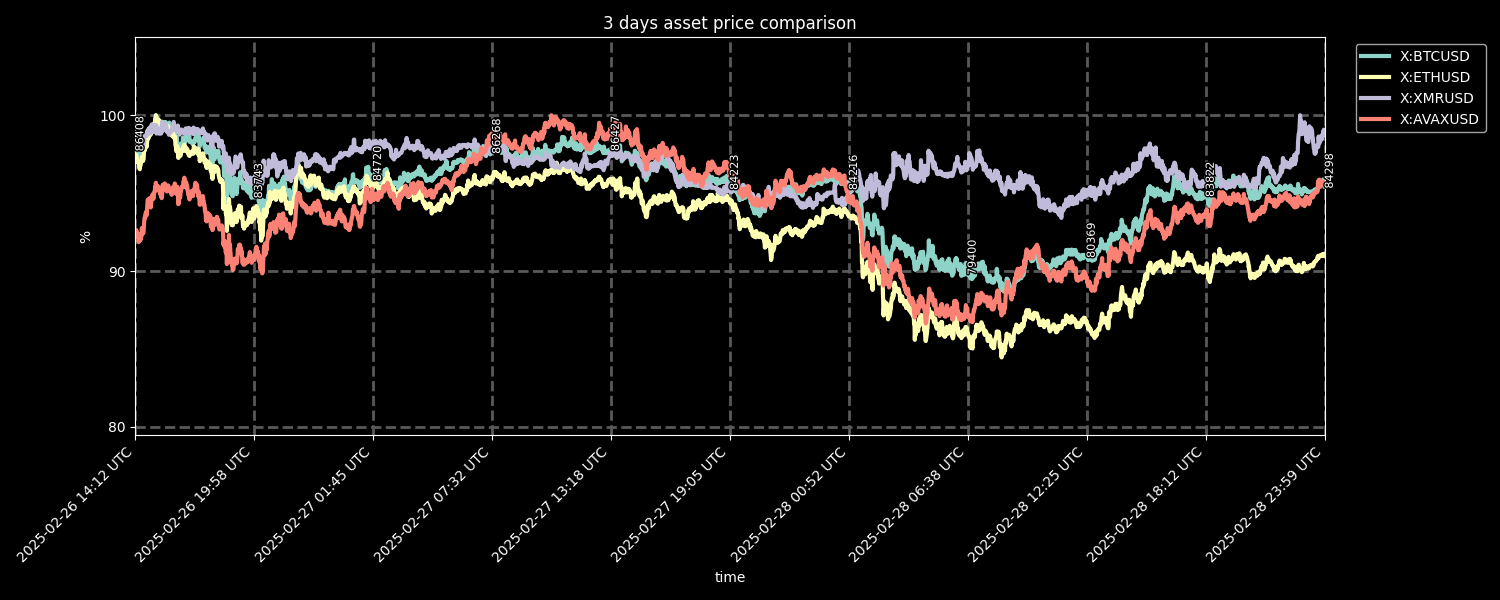 3 days asset price comparison
X:BTCUSD
X:ETHUSD
X:XMRUSD
X:AVAXUSD
100
90
80
%
86408
83743
84720
86268
86427
84223
84216
79400
80369
83822
84298
2025-02-26 14:12 UTC
2025-02-26 19:58 UTC
2025-02-27 01:45 UTC
2025-02-27 07:32 UTC
2025-02-27 13:18 UTC
2025-02-27 19:05 UTC
2025-02-28 00:52 UTC
2025-02-28 06:38 UTC
2025-02-28 12:25 UTC
2025-02-28 18:12 UTC
2025-02-28 23:59 UTC
time